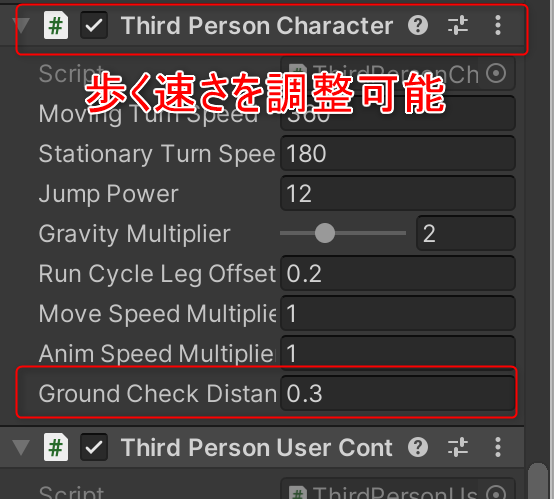 Third Person Character
Script ThirdPersonCh
歩く速さを調整可能
Moving Turn Speed 360
Stationary Turn Spee 180
Jump Power 12
Gravity Multiplier 2
Run Cycle Leg Offset 0.2
Move Speed Multiplie 1
Anim Speed Multiplie 1
Ground Check Distan 0.3
Third Person User Cont
Script ThirdPersonUs